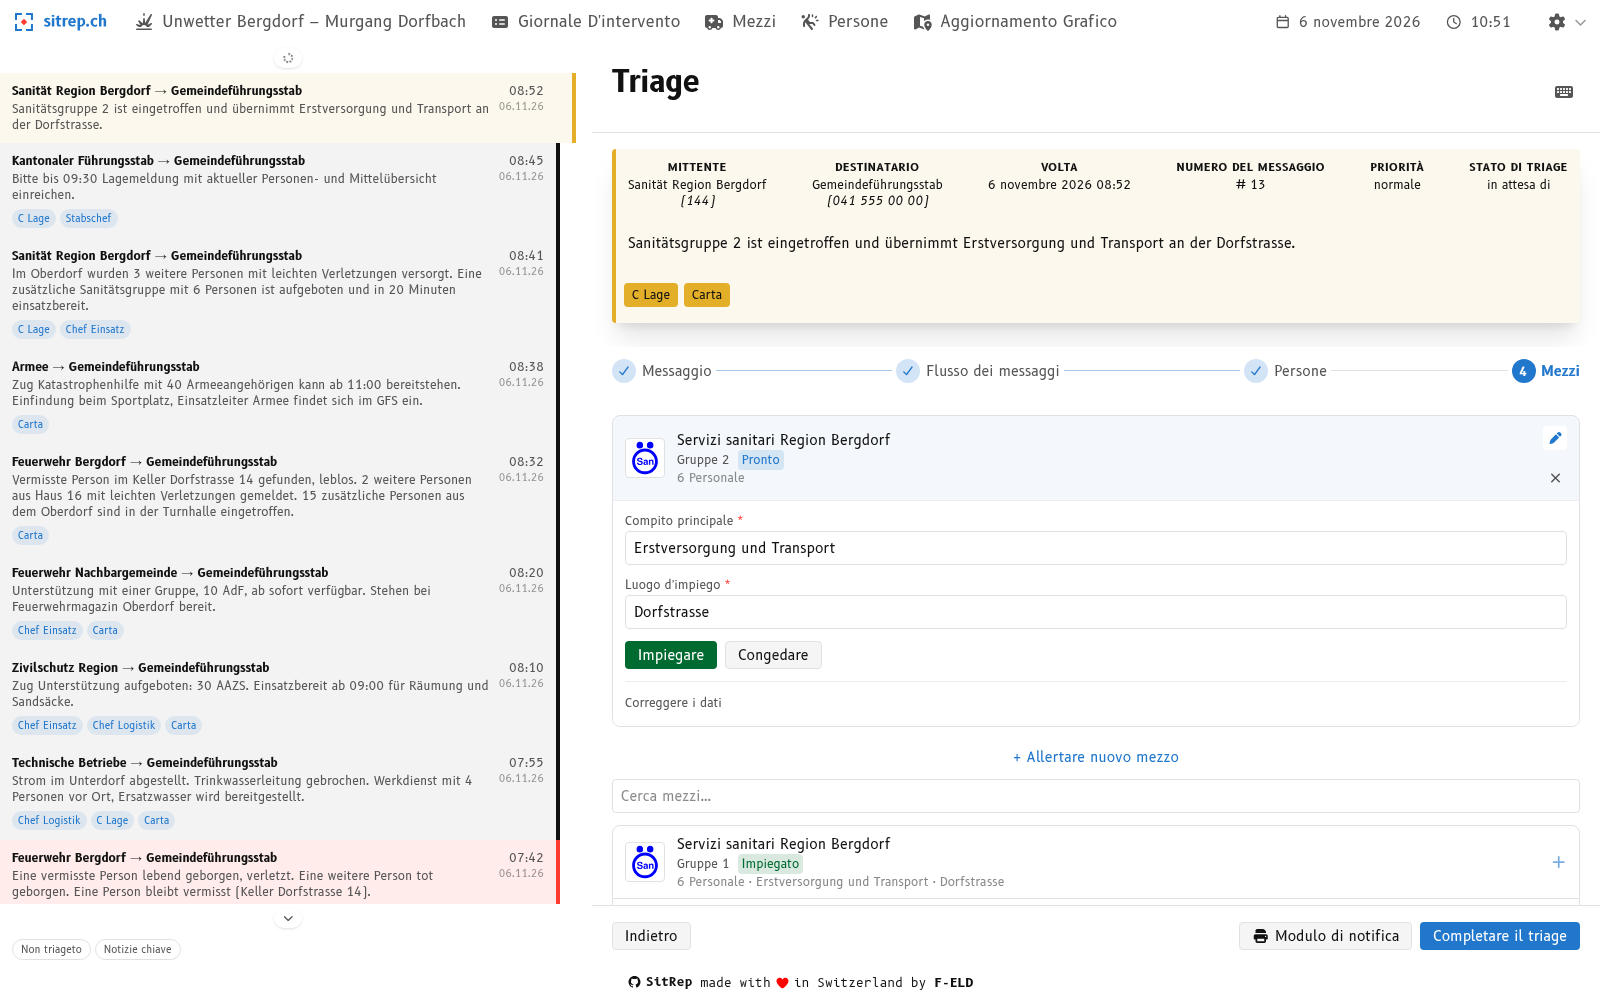 sitrep.ch
Unwetter Bergdorf – Murgang Dorfbach
Giornale D'intervento
Mezzi
Persone
Aggiornamento Grafico
6 novembre 2026
10:51
Sanität Region Bergdorf → Gemeindeführungsstab
08:52
Sanitätsgruppe 2 ist eingetroffen und übernimmt Erstversorgung und Transport an
06.11.26
der Dorfstrasse.
Kantonaler Führungsstab → Gemeindeführungsstab
08:45
Bitte bis 09:30 Lagemeldung mit aktueller Personen- und Mittelübersicht
06.11.26
einreichen.
C Lage
Stabschef
Sanität Region Bergdorf → Gemeindeführungsstab
08:41
Im Oberdorf wurden 3 weitere Personen mit leichten Verletzungen versorgt. Eine
06.11.26
zusätzliche Sanitätsgruppe mit 6 Personen ist aufgeboten und in 20 Minuten
einsatzbereit.
C Lage
Chef Einsatz
Armee → Gemeindeführungsstab
08:38
Zug Katastrophenhilfe mit 40 Armeeangehörigen kann ab 11:00 bereitstehen.
06.11.26
Einfindung beim Sportplatz, Einsatzleiter Armee findet sich im GFS ein.
Carta
Feuerwehr Bergdorf → Gemeindeführungsstab
08:32
Vermisste Person im Keller Dorfstrasse 14 gefunden, leblos. 2 weitere Personen
06.11.26
aus Haus 16 mit leichten Verletzungen gemeldet. 15 zusätzliche Personen aus
dem Oberdorf sind in der Turnhalle eingetroffen.
Carta
Feuerwehr Nachbargemeinde → Gemeindeführungsstab
08:20
Unterstützung mit einer Gruppe, 10 AdF, ab sofort verfügbar. Stehen bei
06.11.26
Feuerwehrmagazin Oberdorf bereit.
Chef Einsatz
Carta
Zivilschutz Region → Gemeindeführungsstab
08:10
Zug Unterstützung aufgeboten: 30 AAZS. Einsatzbereit ab 09:00 für Räumung und
06.11.26
Sandsäcke.
Chef Einsatz
Chef Logistik
Carta
Technische Betriebe → Gemeindeführungsstab
07:55
Strom im Unterdorf abgestellt. Trinkwasserleitung gebrochen. Werkdienst mit 4
06.11.26
Personen vor Ort, Ersatzwasser wird bereitgestellt.
Chef Logistik
C Lage
Carta
Feuerwehr Bergdorf → Gemeindeführungsstab
07:42
Eine vermisste Person lebend geborgen, verletzt. Eine weitere Person tot
06.11.26
geborgen. Eine Person bleibt vermisst (Keller Dorfstrasse 14).
Non triageto
Notizie chiave
Triage
MITTENTE
Sanität Region Bergdorf
(144)
DESTINATARIO
Gemeindeführungsstab
(041 555 00 00)
VOLTA
6 novembre 2026 08:52
NUMERO DEL MESSAGGIO
# 13
PRIORITÀ
normale
STATO DI TRIAGE
in attesa di
Sanitätsgruppe 2 ist eingetroffen und übernimmt Erstversorgung und Transport an der Dorfstrasse.
C Lage
Carta
Messaggio
Flusso dei messaggi
Persone
4 Mezzi
San
Servizi sanitari Region Bergdorf
Gruppe 2 Pronto
6 Personale
Compito principale *
Erstversorgung und Transport
Luogo d'impiego *
Dorfstrasse
Impiegare
Congedare
Correggere i dati
+ Allertare nuovo mezzo
Cerca mezzi...
San
Servizi sanitari Region Bergdorf
Gruppe 1 Impiegato
6 Personale · Erstversorgung und Transport · Dorfstrasse
Indietro
Modulo di notifica
Completare il triage
SitRep made with ❤ in Switzerland by F-ELD